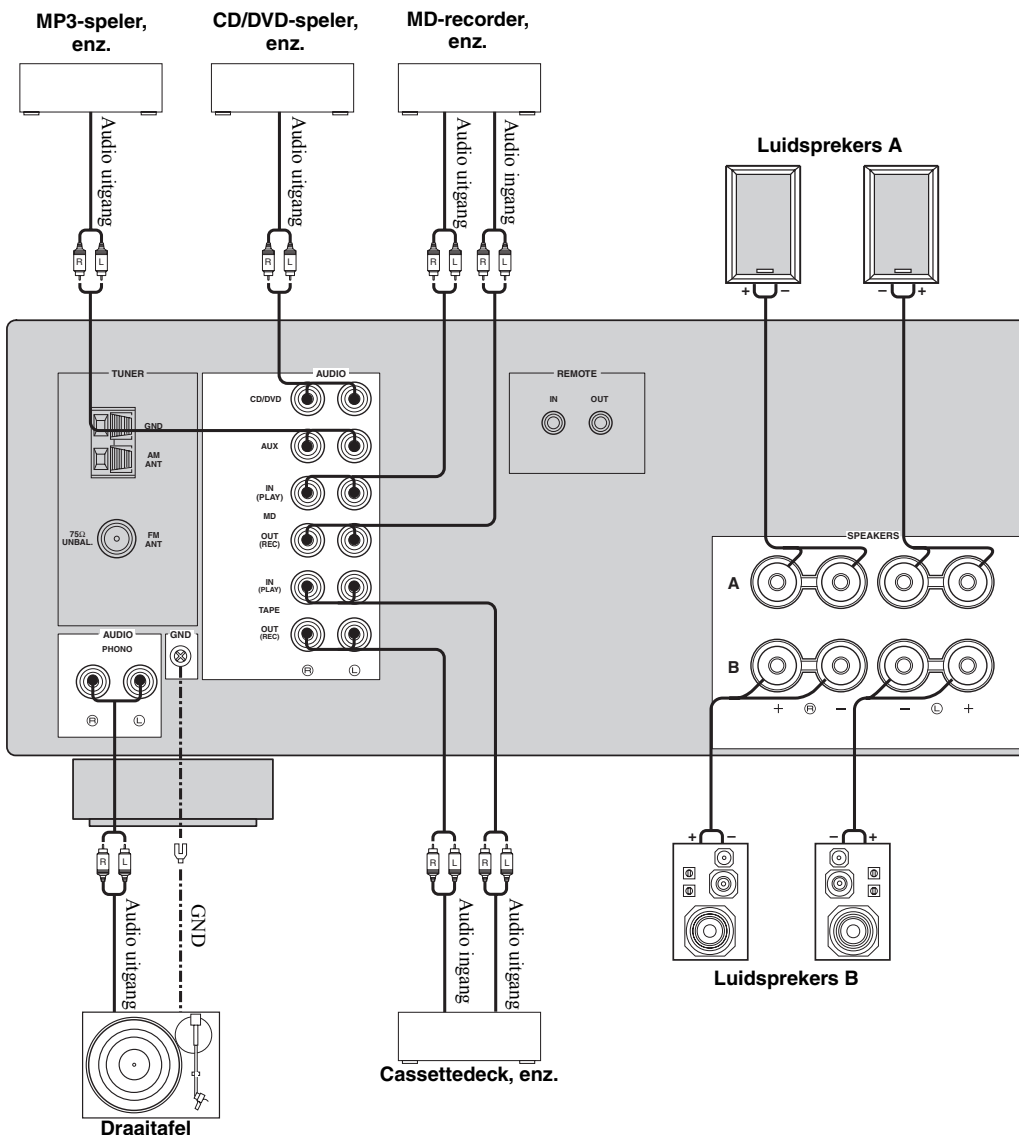 MP3-speler,
enz.
CD/DVD-speler,
enz.
MD-recorder,
enz.
Audio uitgang
Audio uitgang
Audio uitgang
Audio ingang
R L
R L
R L
R L
Luidsprekers A
+ −
− +
TUNER
GND
AM
ANT
75Ω
UNBAL.
FM
ANT
AUDIO
CD/DVD
AUX
IN
(PLAY)
MD
OUT
(REC)
IN
(PLAY)
TAPE
OUT
(REC)
R L
REMOTE
IN OUT
SPEAKERS
A
B
+ R − − L +
AUDIO
PHONO
R L
GND
R L
Audio uitgang
GND
Draaitafel
R L
R L
Audio ingang
Audio uitgang
Cassettedeck, enz.
+ −
− +
Luidsprekers B